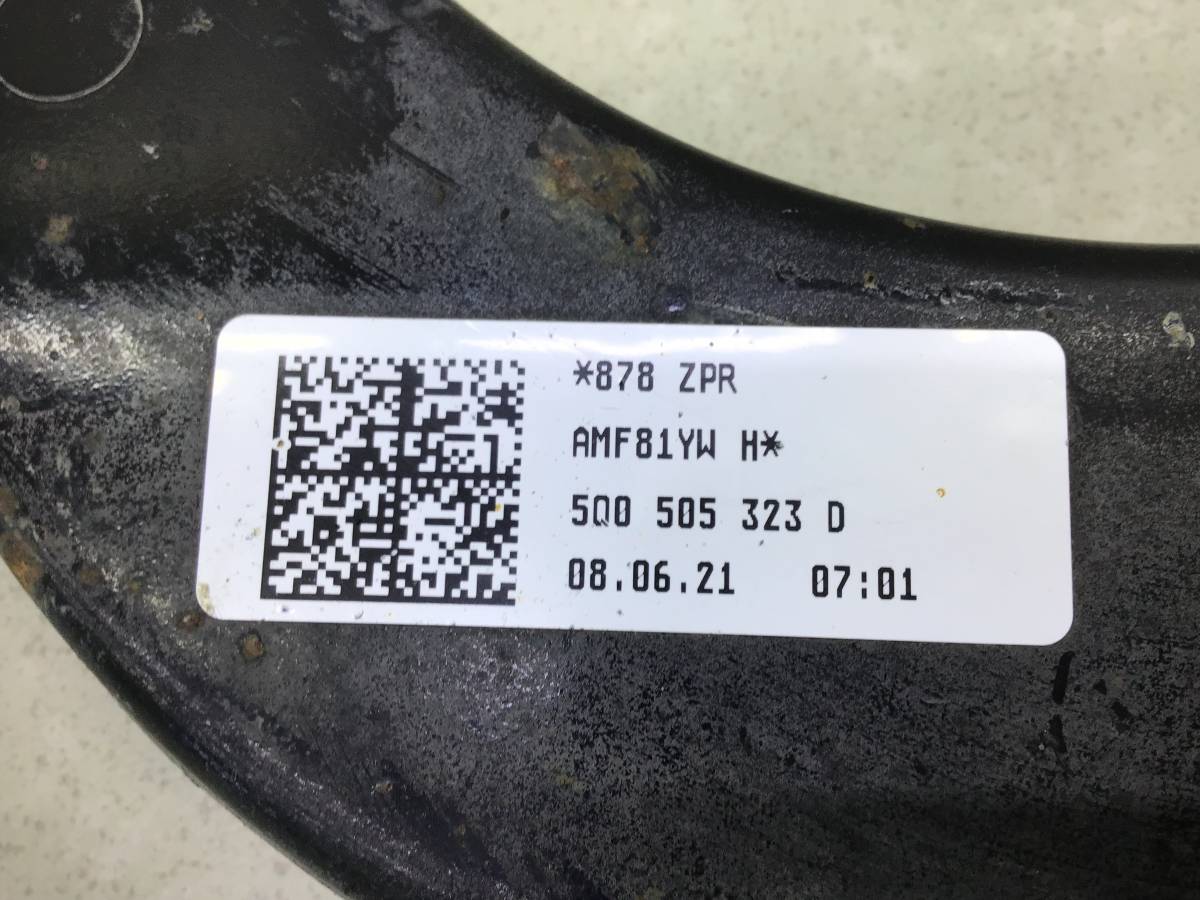 *878 ZPR
AMF81YW H*
5Q0 505 323 D
08.06.21 07:01